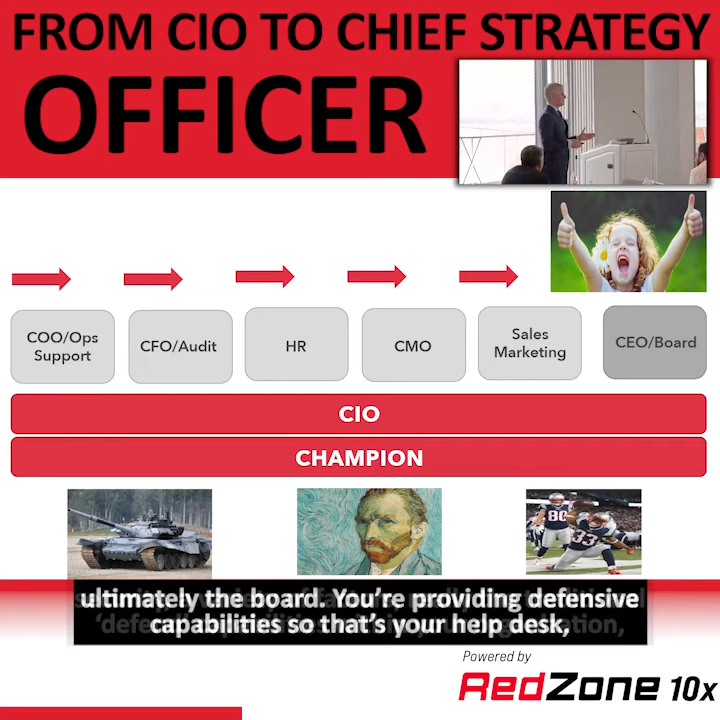 FROM CIO TO CHIEF STRATEGY
OFFICER
COO/Ops
Support
CFO/Audit
HR
CMO
Sales
Marketing
CEO/Board
CIO
CHAMPION
80
33
ultimately the board. You're providing defensive
capabilities so that's your help desk,
Powered by
RedZone 10x